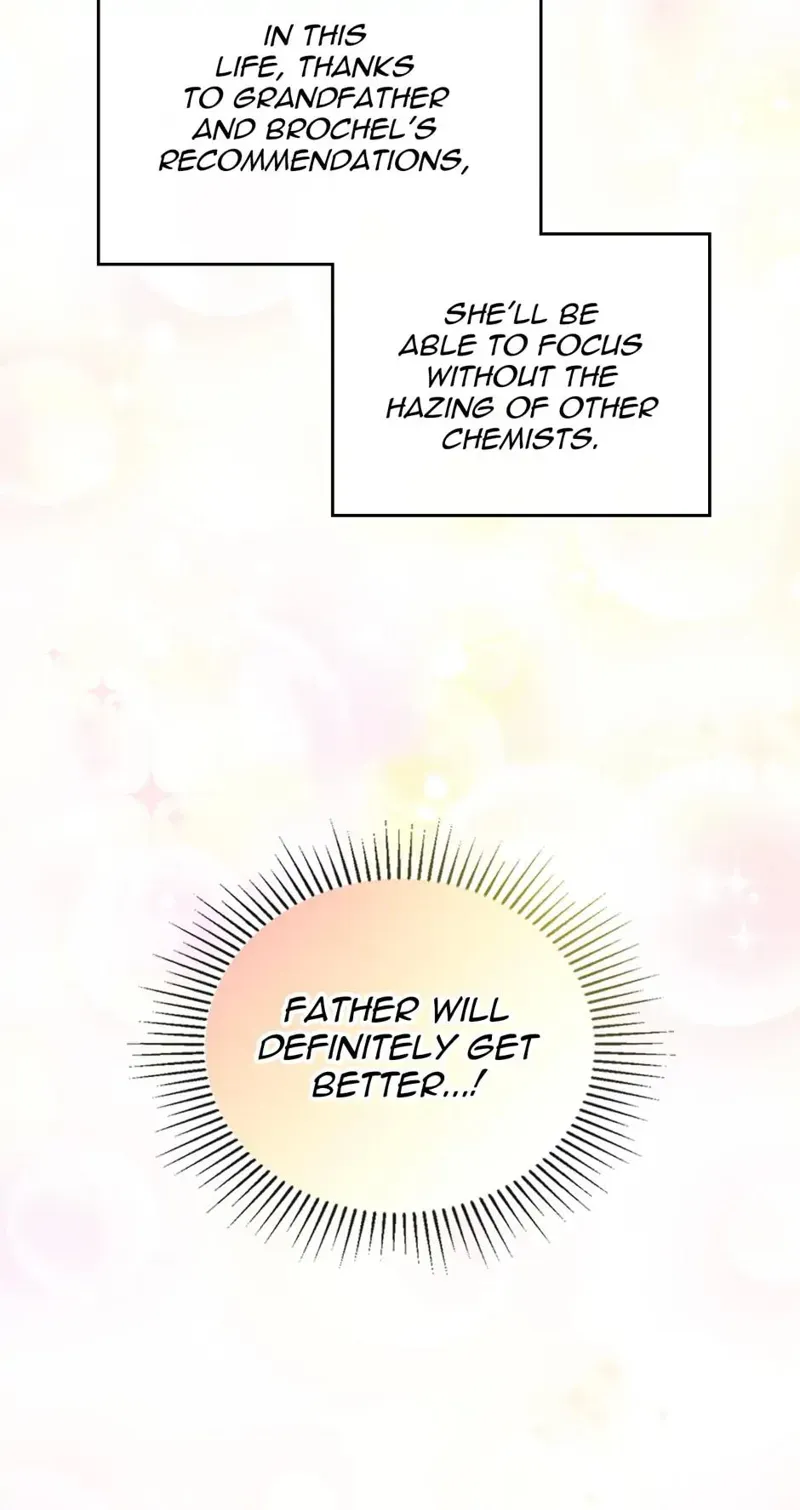 IN THIS
LIFE, THANKS
TO GRANDFATHER
AND BROCHEL'S
RECOMMENDATIONS,
SHE'LL BE
ABLE TO FOCUS
WITHOUT THE
HAZING OF OTHER
CHEMISTS.
FATHER WILL
DEFINITELY GET
BETTER...!